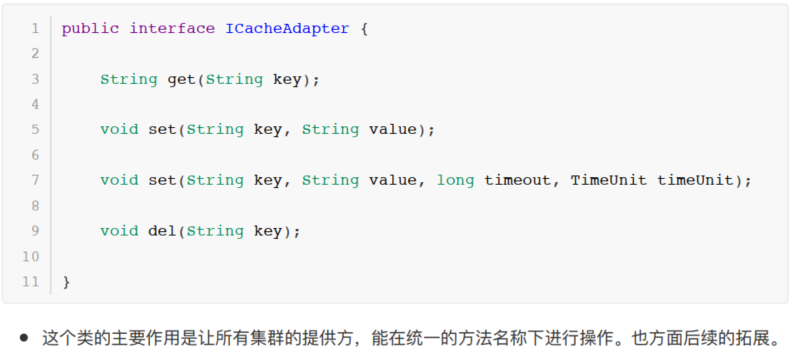 1 public interface ICacheAdapter {
2
3 String get(String key);
4
5 void set(String key, String value);
6
7 void set(String key, String value, long timeout, TimeUnit timeUnit);
8
9 void del(String key);
10
11 }
● 这个类的主要作用是让所有集群的提供方，能在统一的方法名称下进行操作。也方面后续的拓展。